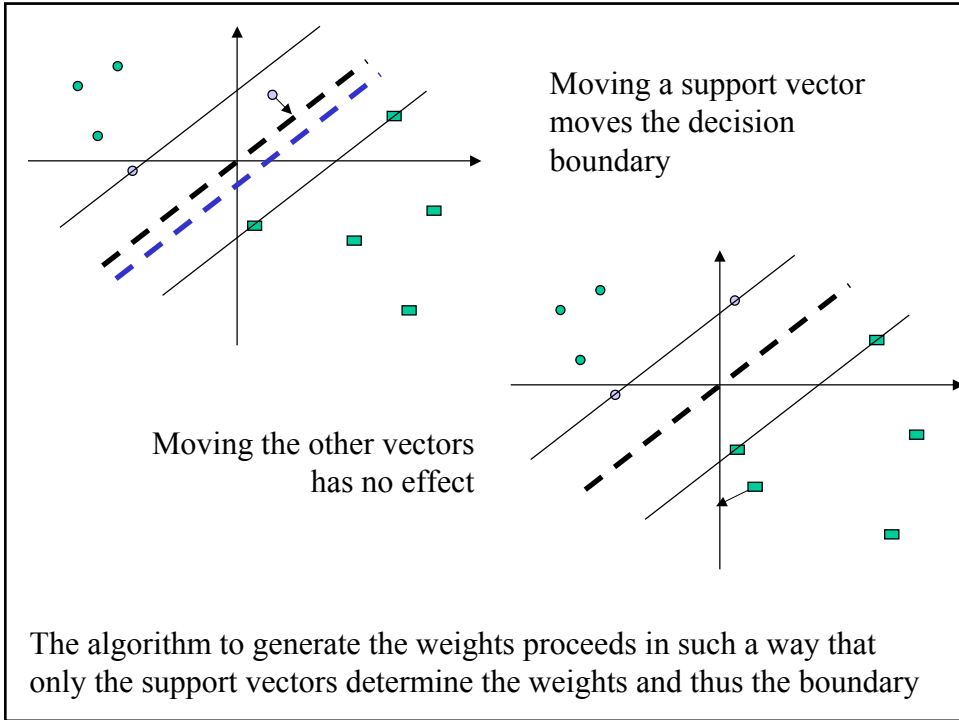 Moving a support vector
moves the decision
boundary
Moving the other vectors
has no effect
The algorithm to generate the weights proceeds in such a way that
only the support vectors determine the weights and thus the boundary